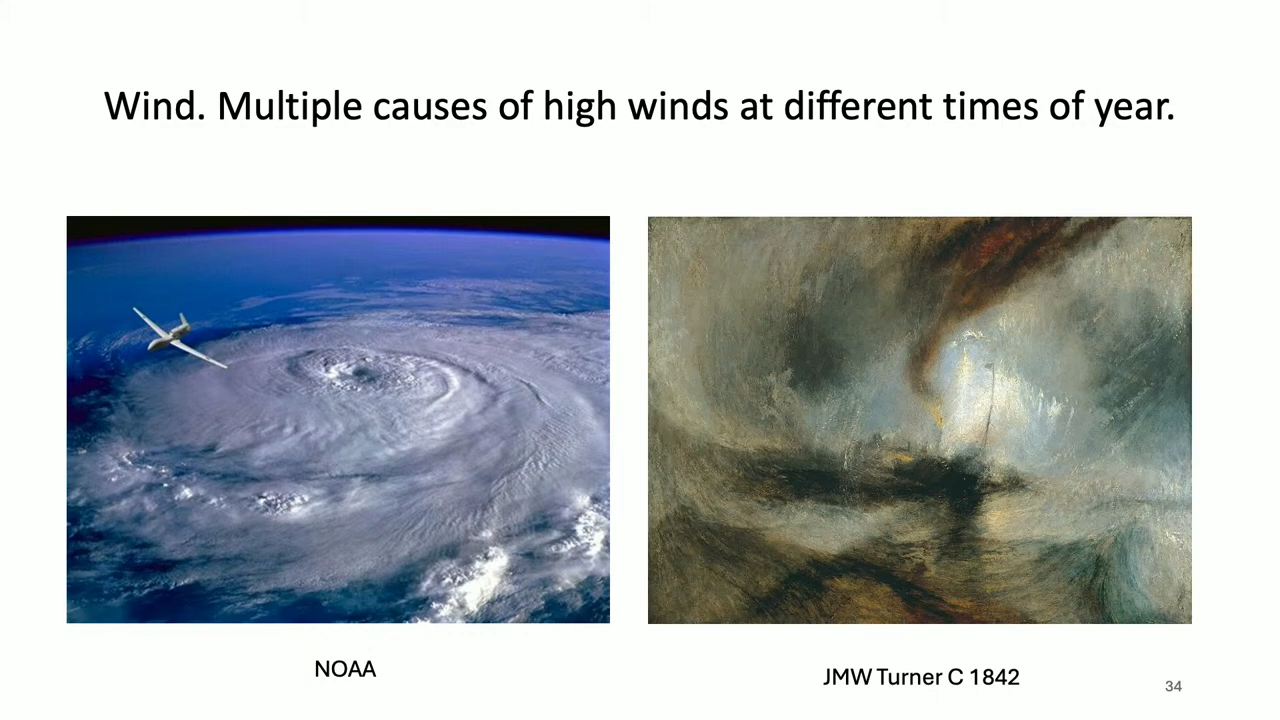 Wind. Multiple causes of high winds at different times of year.
NOAA
JMW Turner C 1842
34